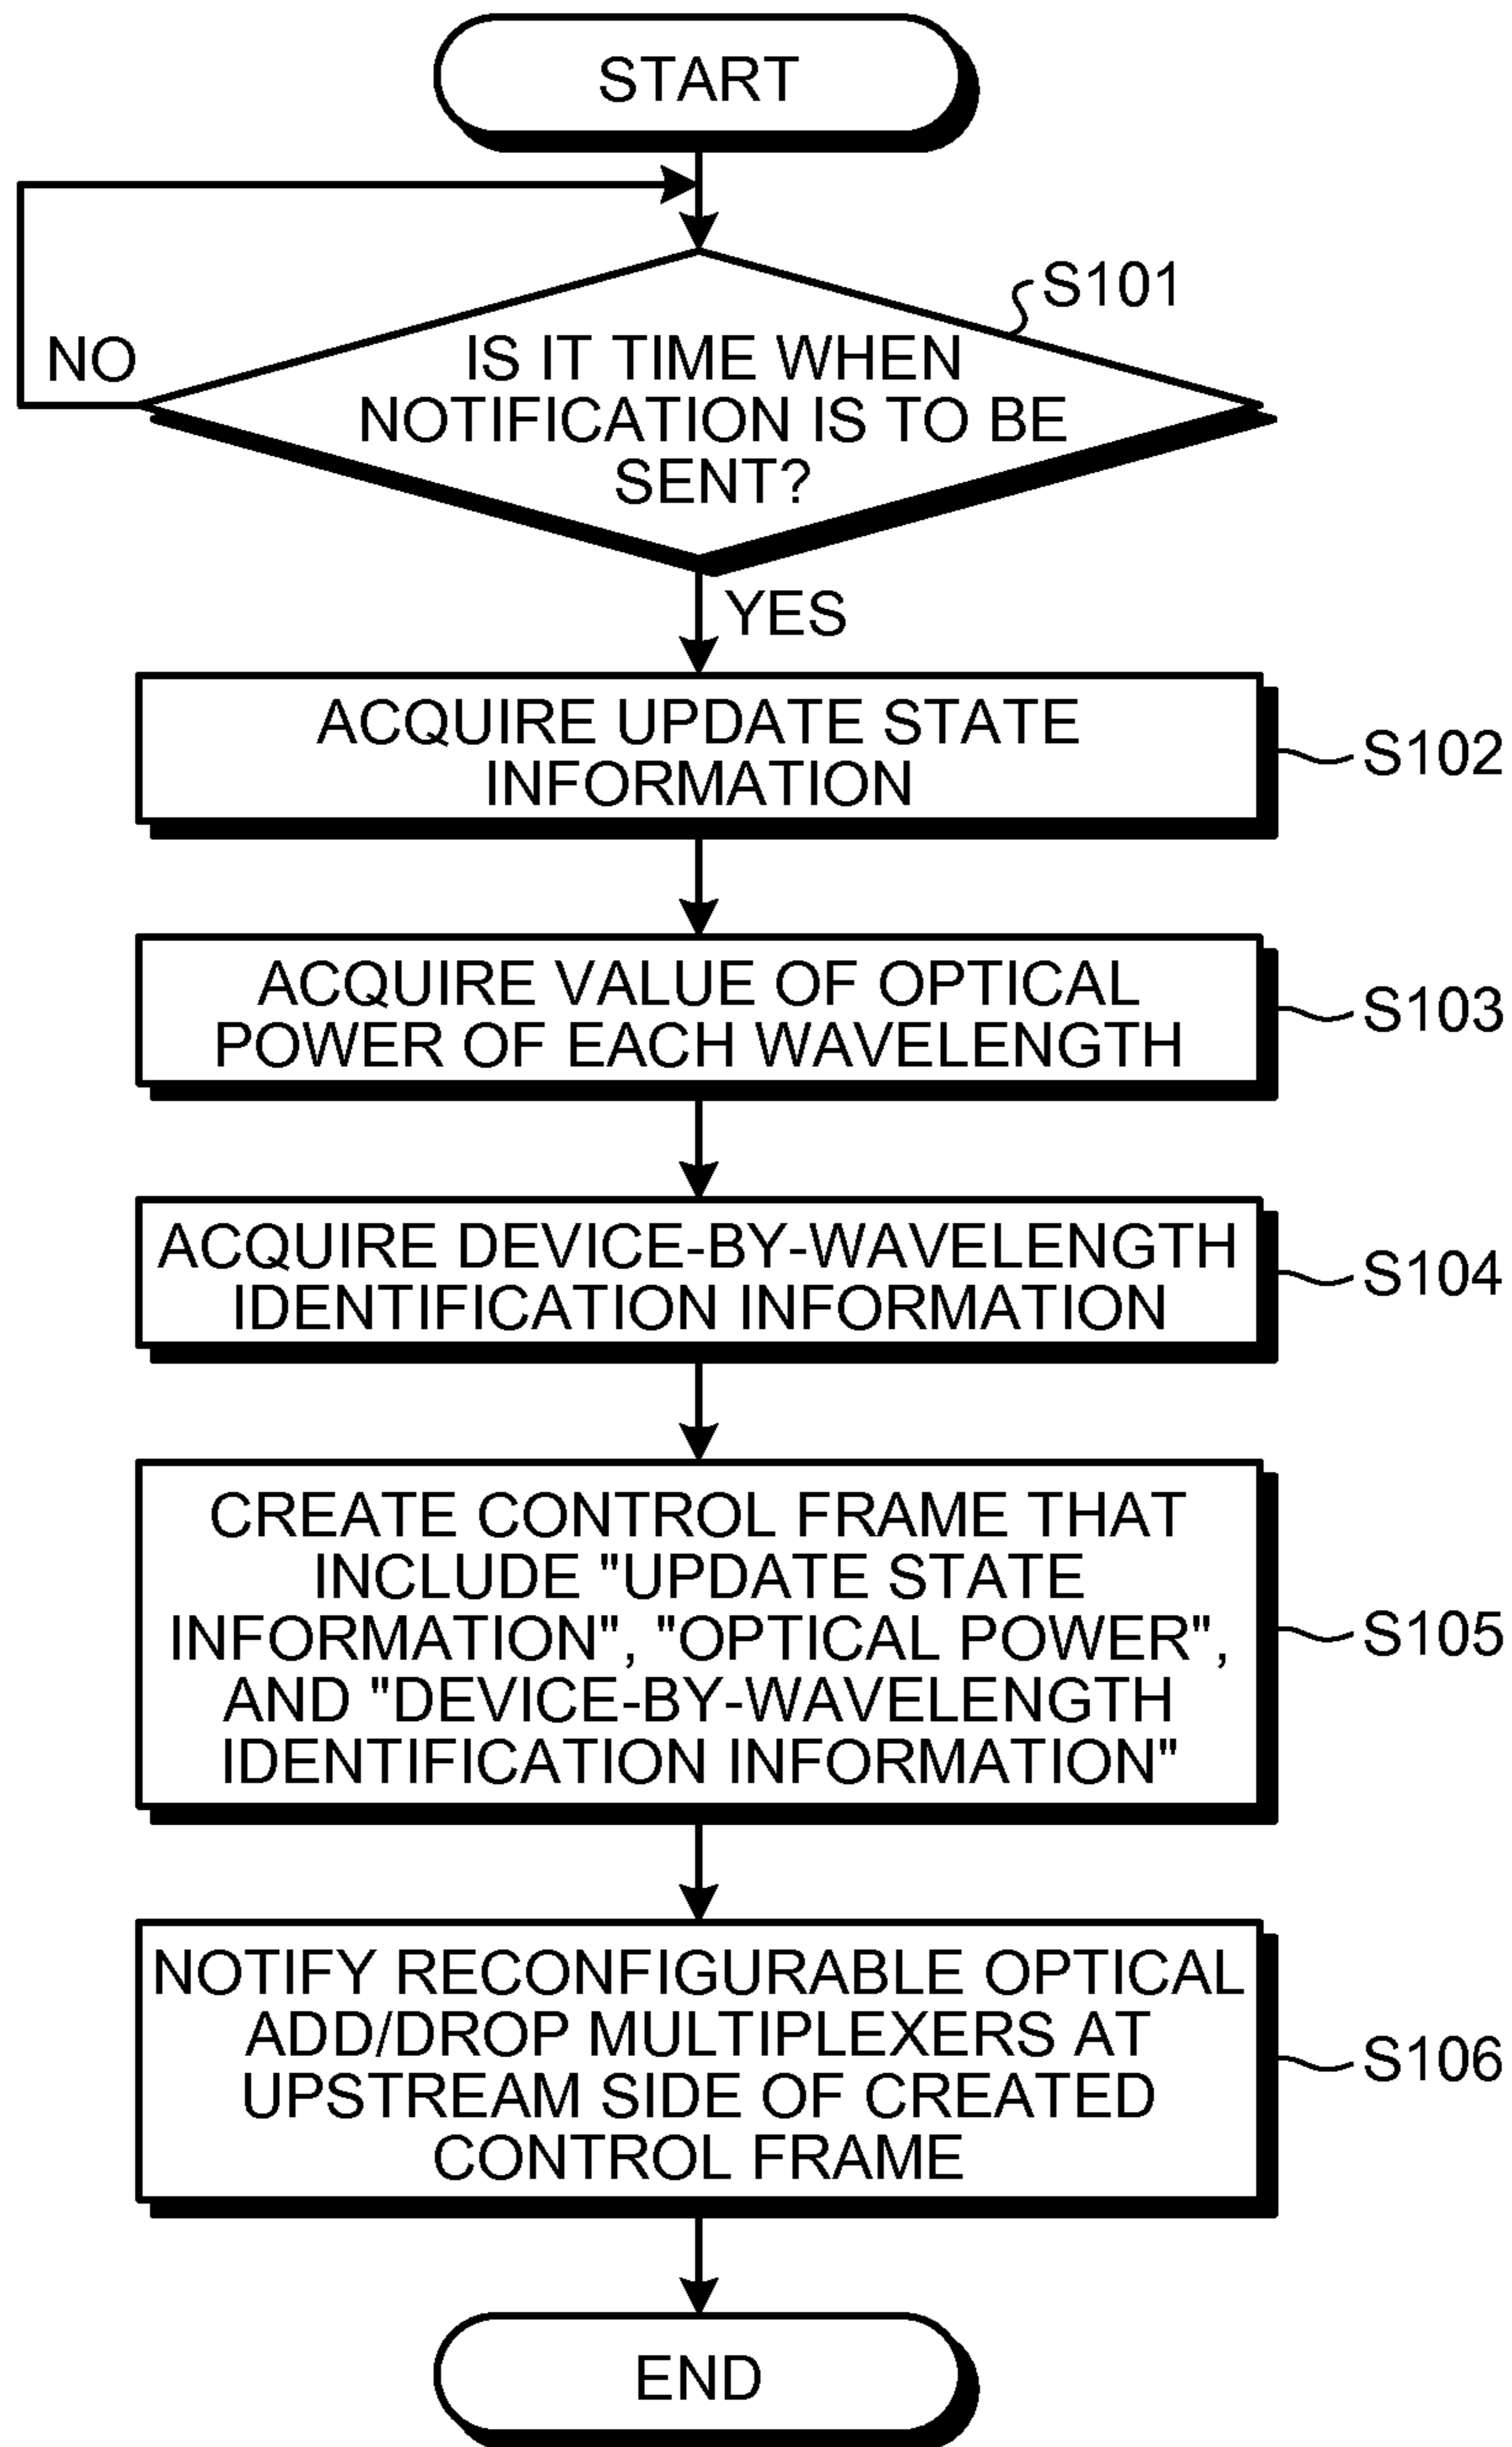 START
S101
IS IT TIME WHEN
NOTIFICATION IS TO BE
SENT?
NO
YES
ACQUIRE UPDATE STATE
INFORMATION
S102
ACQUIRE VALUE OF OPTICAL
POWER OF EACH WAVELENGTH
S103
ACQUIRE DEVICE-BY-WAVELENGTH
IDENTIFICATION INFORMATION
S104
CREATE CONTROL FRAME THAT
INCLUDE "UPDATE STATE
INFORMATION", "OPTICAL POWER",
AND "DEVICE-BY-WAVELENGTH
IDENTIFICATION INFORMATION"
S105
NOTIFY RECONFIGURABLE OPTICAL
ADD/DROP MULTIPLEXERS AT
UPSTREAM SIDE OF CREATED
CONTROL FRAME
S106
END